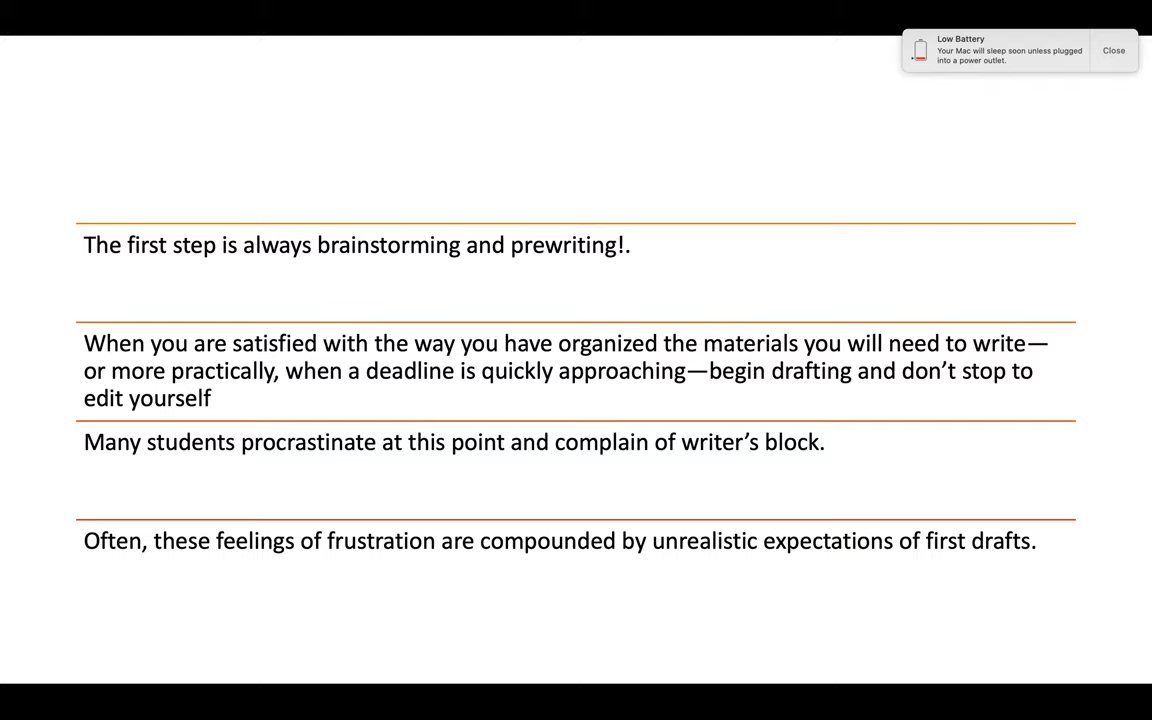 Low Battery
Your Mac will sleep soon unless plugged
into a power outlet.
Close
The first step is always brainstorming and prewriting!.
When you are satisfied with the way you have organized the materials you will need to write—
or more practically, when a deadline is quickly approaching—begin drafting and don’t stop to
edit yourself
Many students procrastinate at this point and complain of writer’s block.
Often, these feelings of frustration are compounded by unrealistic expectations of first drafts.